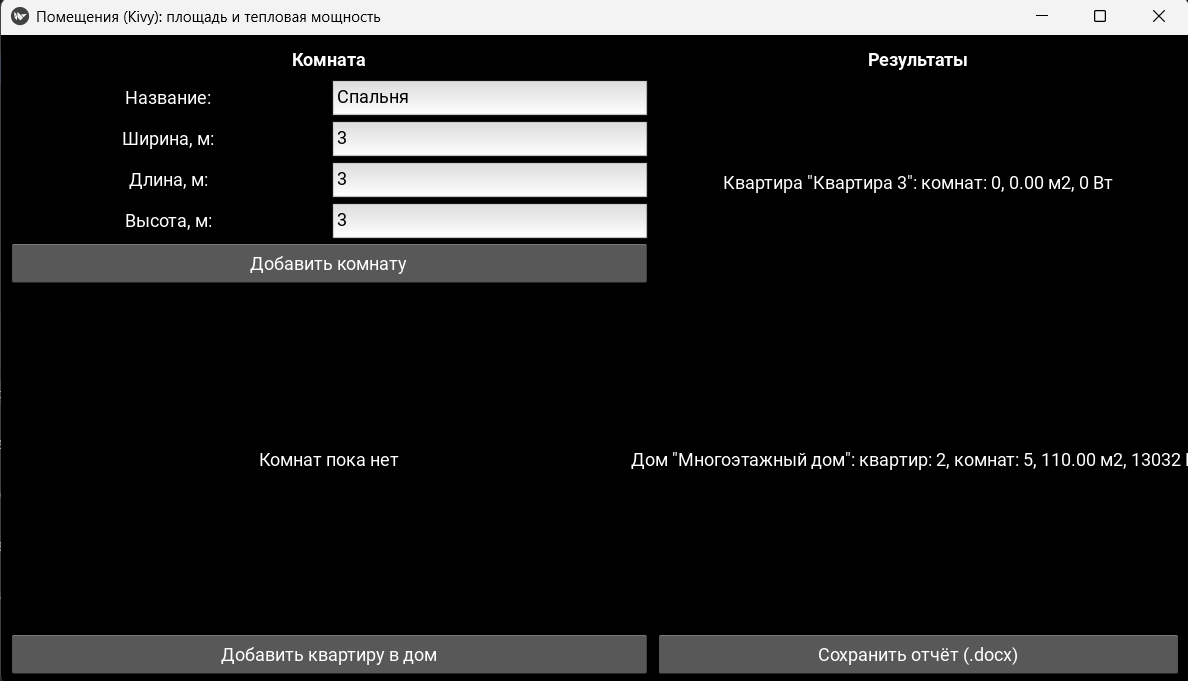 Помещения (Kivy): площадь и тепловая мощность
Комната
Название:
Спальня
Ширина, м:
3
Длина, м:
3
Высота, м:
3
Добавить комнату
Комнат пока нет
Добавить квартиру в дом
Результаты
Квартира "Квартира 3": комнат: 0, 0.00 м2, 0 Вт
Дом "Многоэтажный дом": квартир: 2, комнат: 5, 110.00 м2, 13032
Сохранить отчёт (.docx)